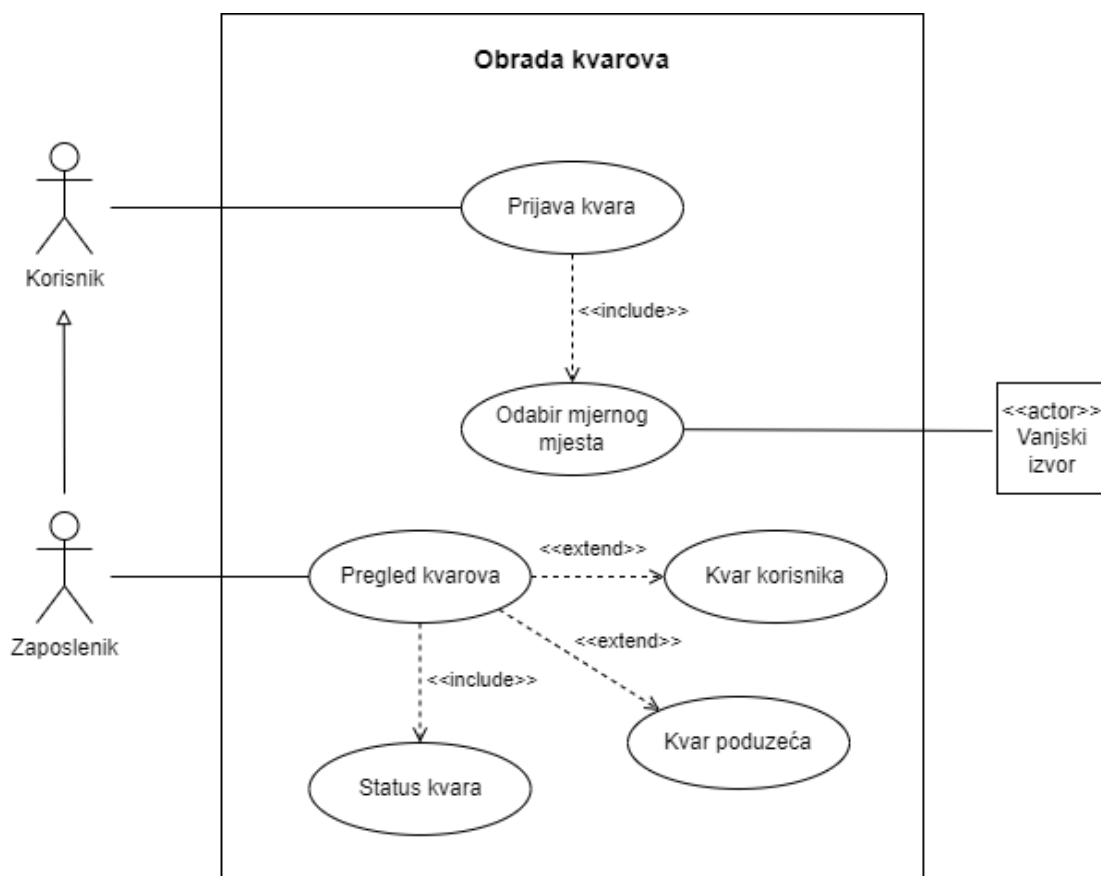 Obrada kvarova
Prijava kvara
Korisnik
<<include>>
Odabir mjernog
mjesta
<<actor>>
Vanjski
izvor
<<extend>>
Pregled kvarova
Kvar korisnika
Zaposlenik
<<extend>>
<<include>>
Kvar poduzeća
Status kvara